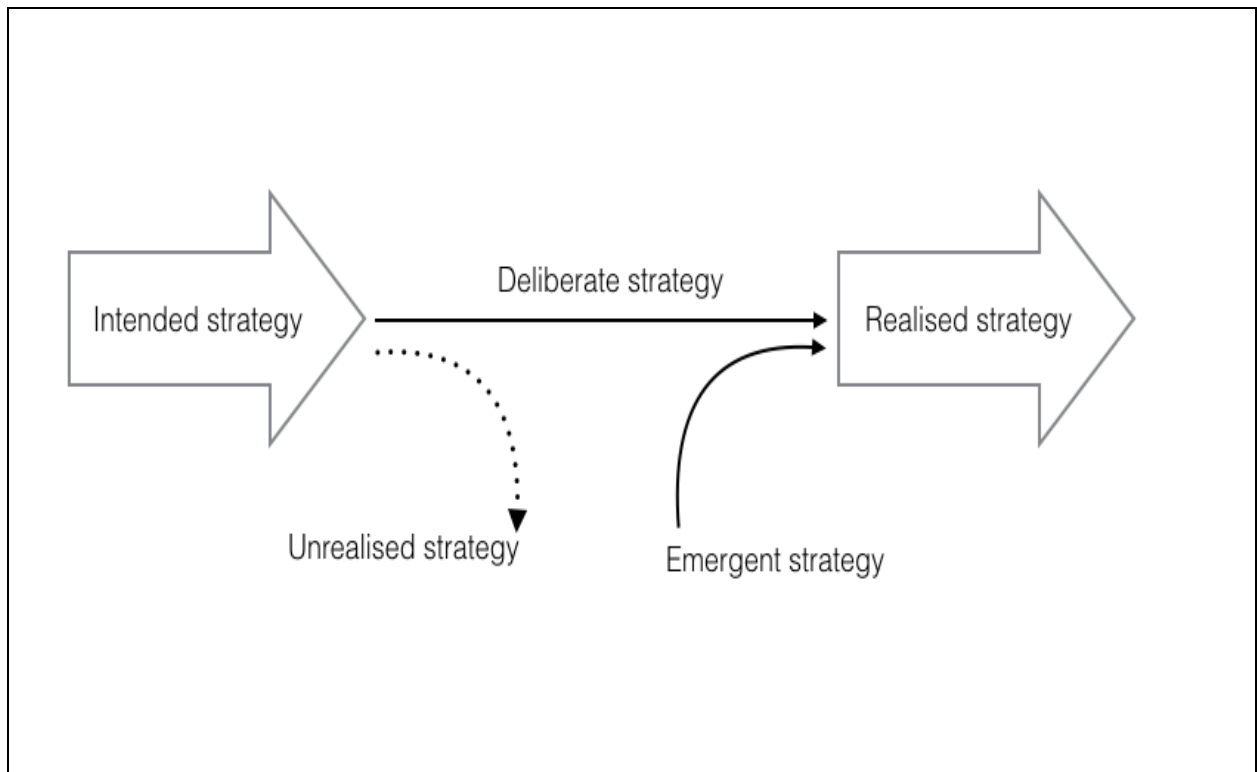 Deliberate strategy
Intended strategy
Realised strategy
Unrealised strategy
Emergent strategy